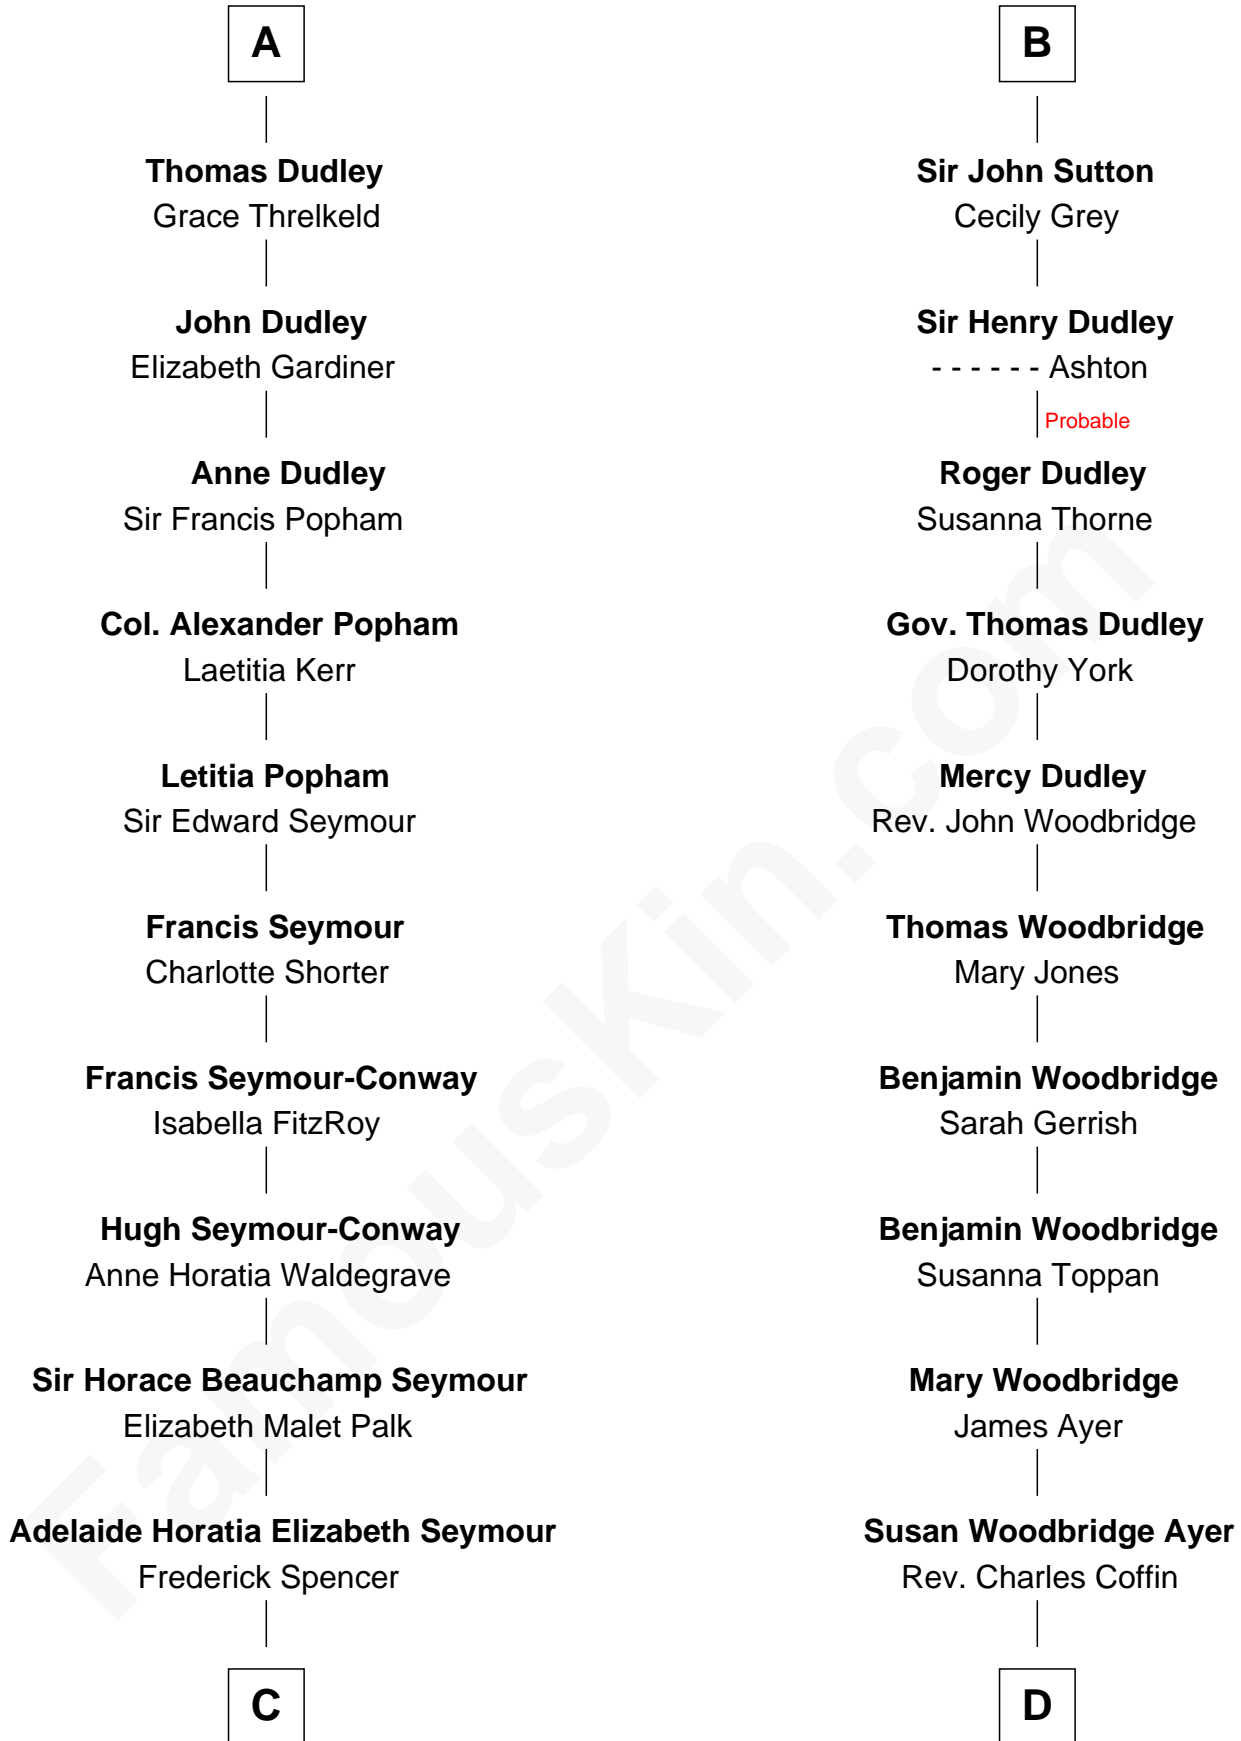 A
Thomas Dudley
Grace Threlkeld
John Dudley
Elizabeth Gardiner
Anne Dudley
Sir Francis Popham
Col. Alexander Popham
Laetitia Kerr
Letitia Popham
Sir Edward Seymour
Francis Seymour
Charlotte Shorter
Francis Seymour-Conway
Isabella FitzRoy
Hugh Seymour-Conway
Anne Horatia Waldegrave
Sir Horace Beauchamp Seymour
Elizabeth Malet Palk
Adelaide Horatia Elizabeth Seymour
Frederick Spencer
C
B
Sir John Sutton
Cecily Grey
Sir Henry Dudley
- - - - - - Ashton
Probable
Roger Dudley
Susanna Thorne
Gov. Thomas Dudley
Dorothy York
Mercy Dudley
Rev. John Woodbridge
Thomas Woodbridge
Mary Jones
Benjamin Woodbridge
Sarah Gerrish
Benjamin Woodbridge
Susanna Toppan
Mary Woodbridge
James Ayer
Susan Woodbridge Ayer
Rev. Charles Coffin
D
FamousKin.com